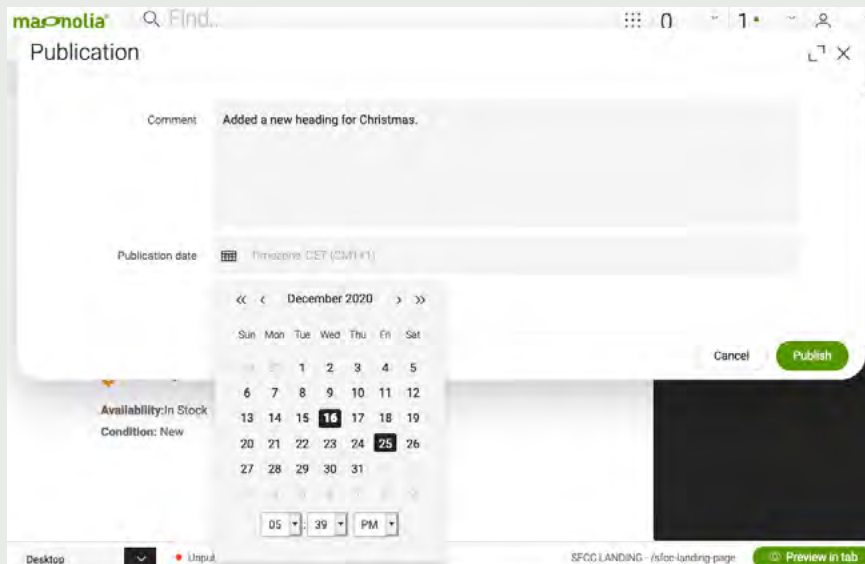 magnolia
Find..
0
1
Publication
Comment
Added a new heading for Christmas.
Publication date
Timezone: CET (GMT+1)
« ‹ December 2020 › »
Sun Mon Tue Wed Thu Fri Sat
1 2 3 4 5
6 7 8 9 10 11 12
13 14 15 16 17 18 19
20 21 22 23 24 25 26
27 28 29 30 31
05 : 39 PM
Cancel
Publish
Availability:In Stock
Condition: New
Desktop
SFCC LANDING - /sfcc-landing-page
Preview in tab